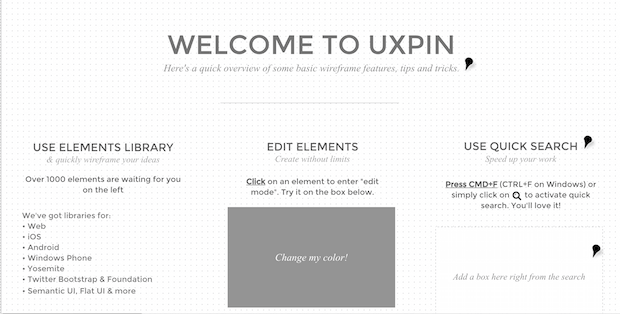 WELCOME TO UXPIN
Here's a quick overview of some basic wireframe features, tips and tricks.
USE ELEMENTS LIBRARY
& quickly wireframe your ideas
Over 1000 elements are waiting for you
on the left
We've got libraries for:
• Web
• iOS
• Android
• Windows Phone
• Yosemite
• Twitter Bootstrap & Foundation
• Semantic UI, Flat UI & more
EDIT ELEMENTS
Create without limits
Click on an element to enter "edit
mode". Try it on the box below.
Change my color!
USE QUICK SEARCH
Speed up your work
Press CMD+F (CTRL+F on Windows) or
simply click on to activate quick
search. You'll love it!
Add a box here right from the search